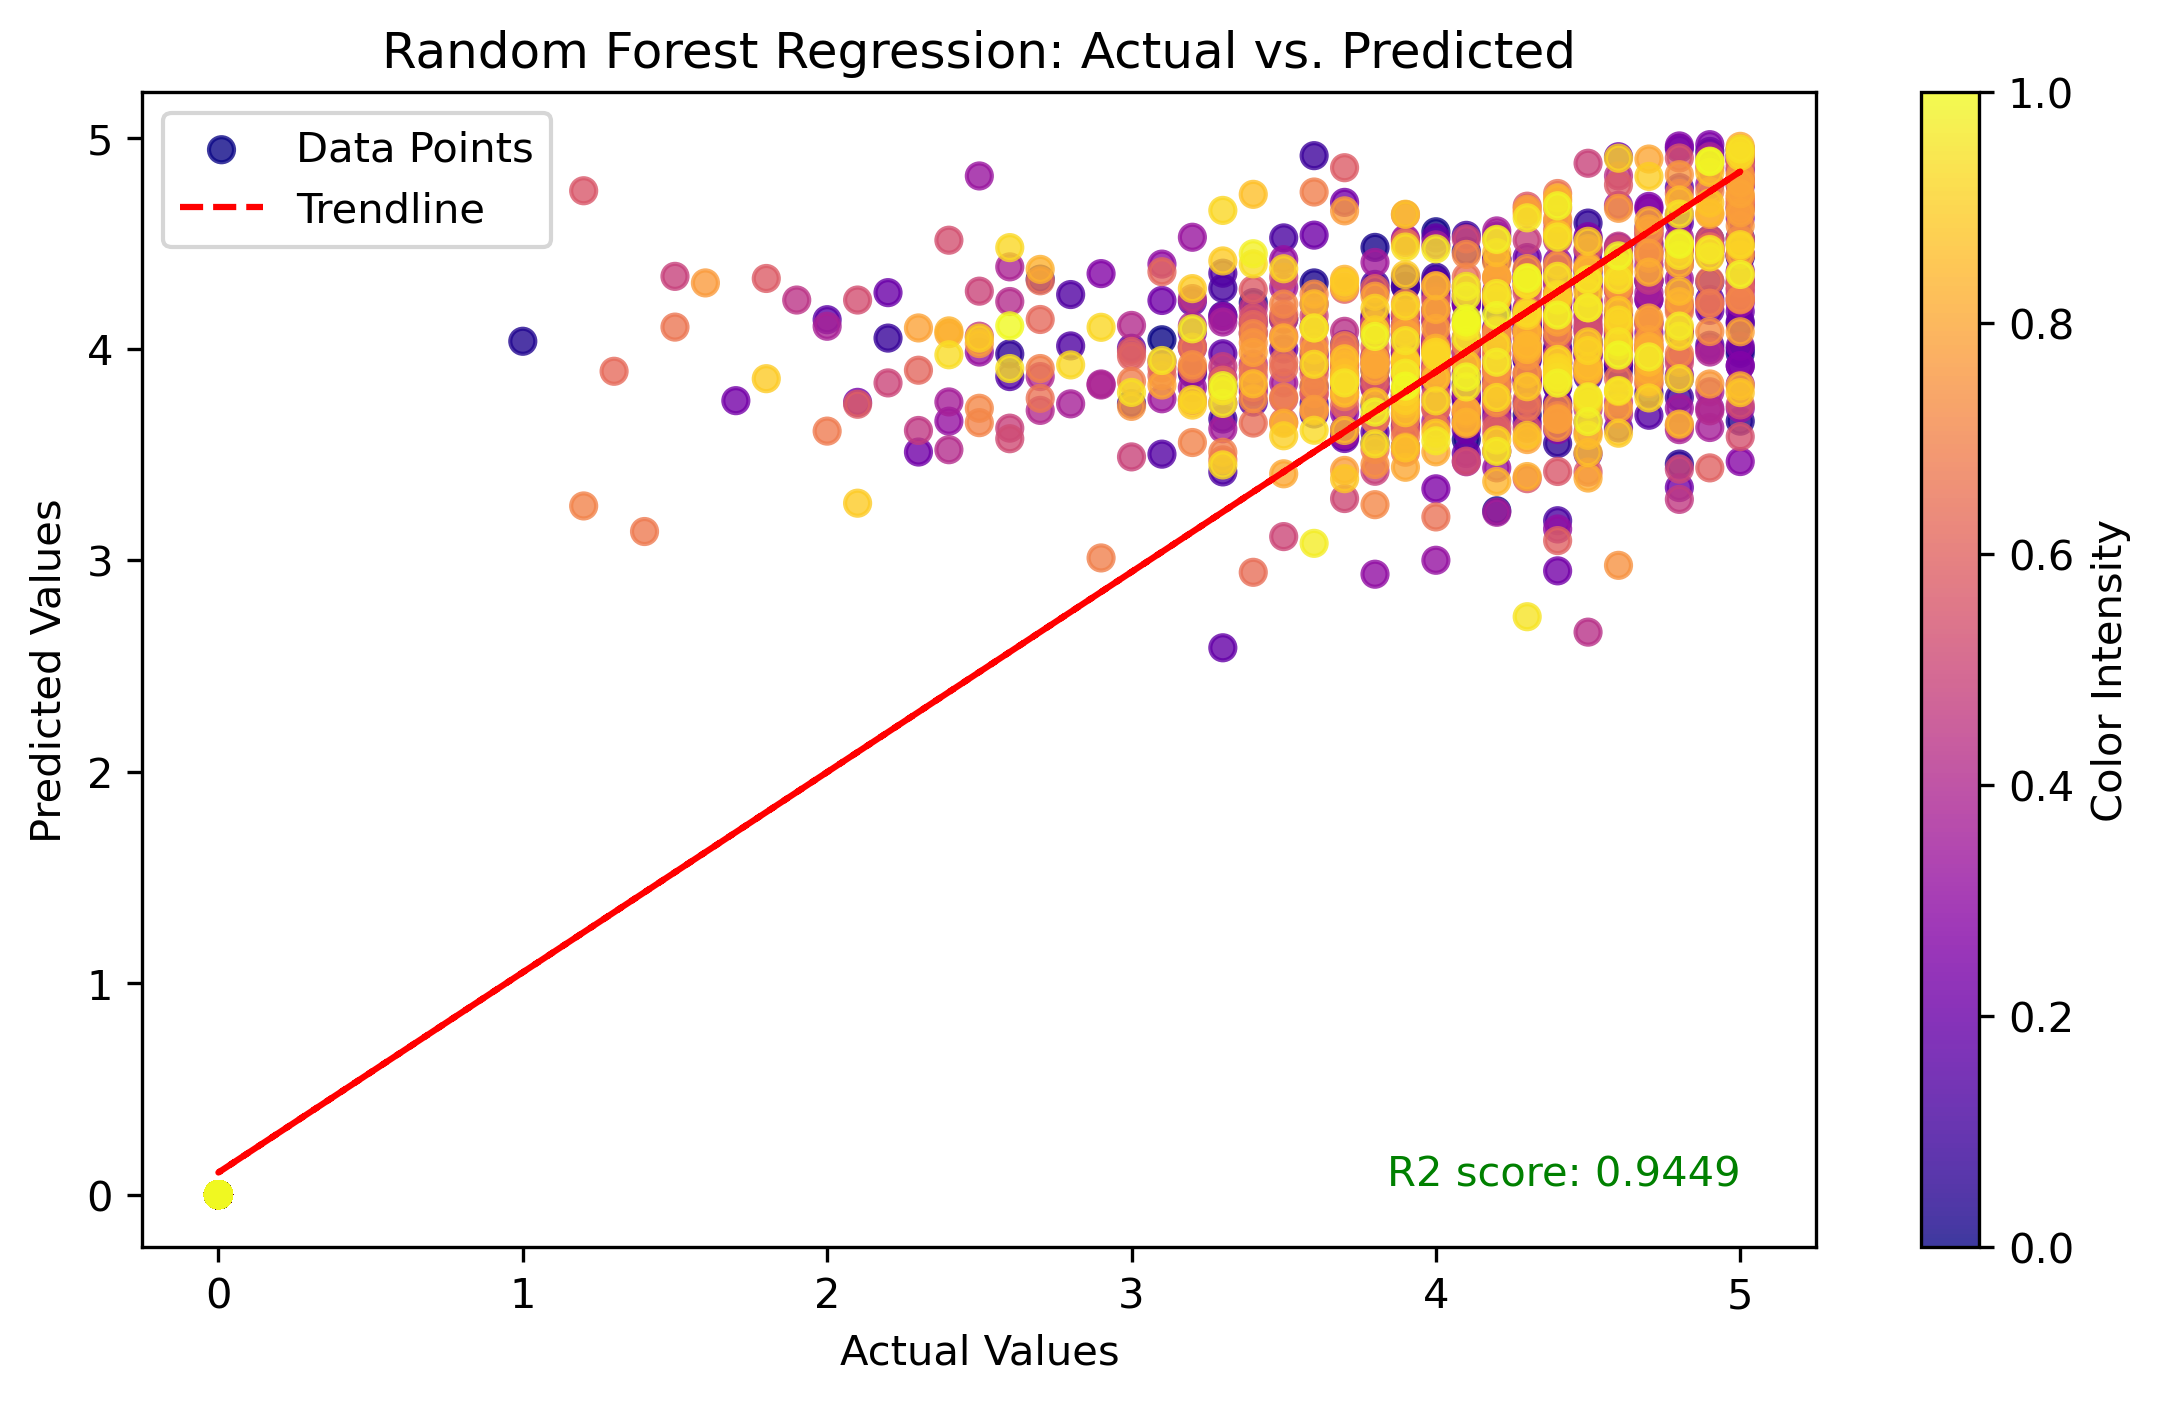 Random Forest Regression: Actual vs. Predicted
Data Points
Trendline
5
4
3
2
1
0
Predicted Values
0
1
2
3
4
5
Actual Values
R2 score: 0.9449
1.0
0.8
0.6
0.4
0.2
0.0
Color Intensity